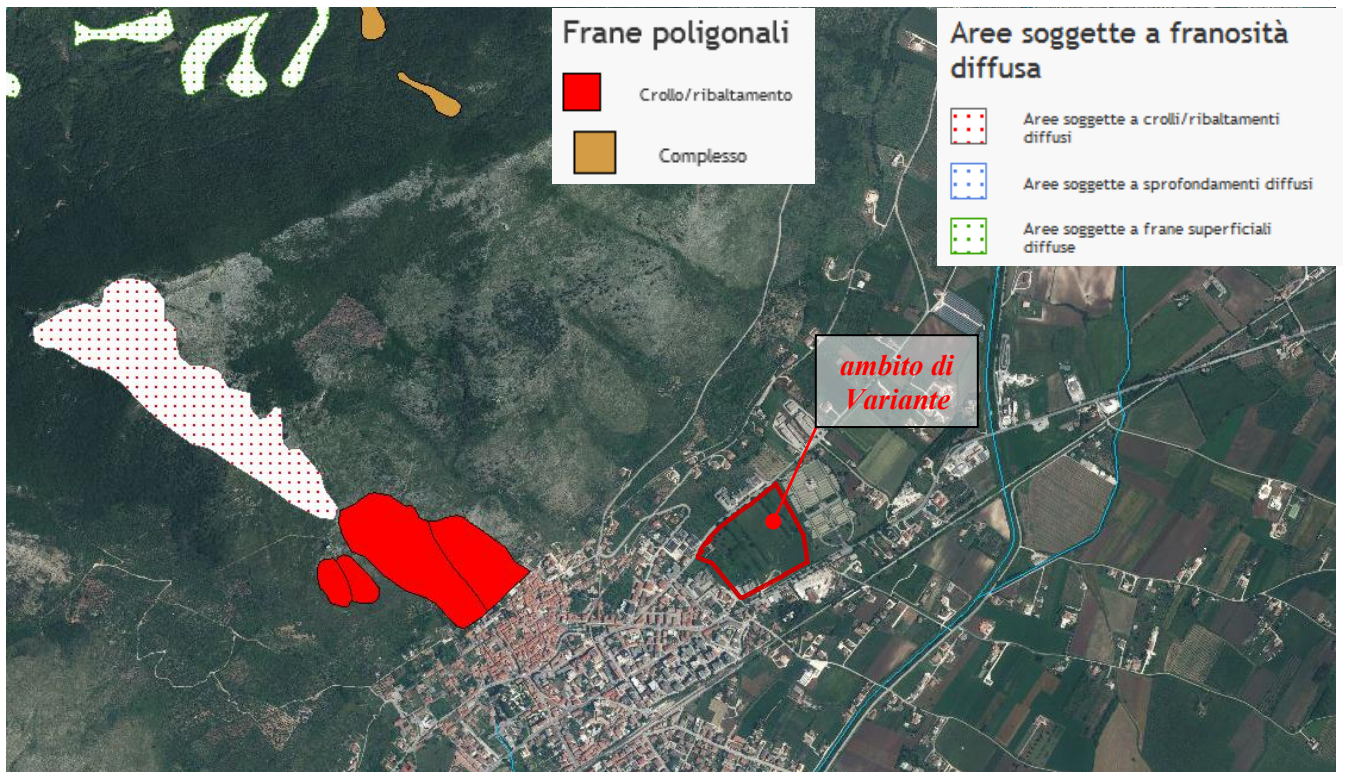 Frane poligonali
Crollo/ribaltamento
Complesso
Aree soggette a franosità
diffusa
Aree soggette a crolli/ribaltamenti
diffusi
Aree soggette a sprofondamenti diffusi
Aree soggette a frane superficiali
diffuse
ambito di
Variante